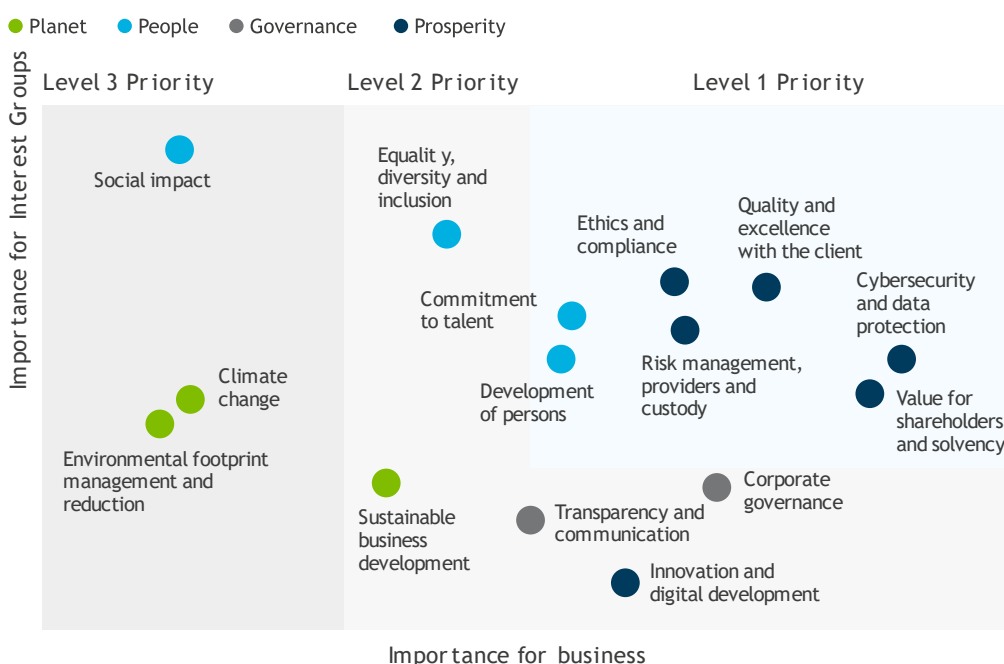 Planet
People
Governance
Prosperity
Importance for Interest Groups
Level 3 Priority
Level 2 Priority
Level 1 Priority
Social impact
Equalit y,
diversity and
inclusion
Ethics and
compliance
Quality and
excellence
with the client
Cybersecurity
and data
protection
Commitment
to talent
Development
of persons
Risk management,
providers and
custody
Value for
shareholders
and solvency
Climate
change
Environmental footprint
management and
reduction
Sustainable
business
development
Transparency and
communication
Corporate
governance
Innovation and
digital development
Importance for business